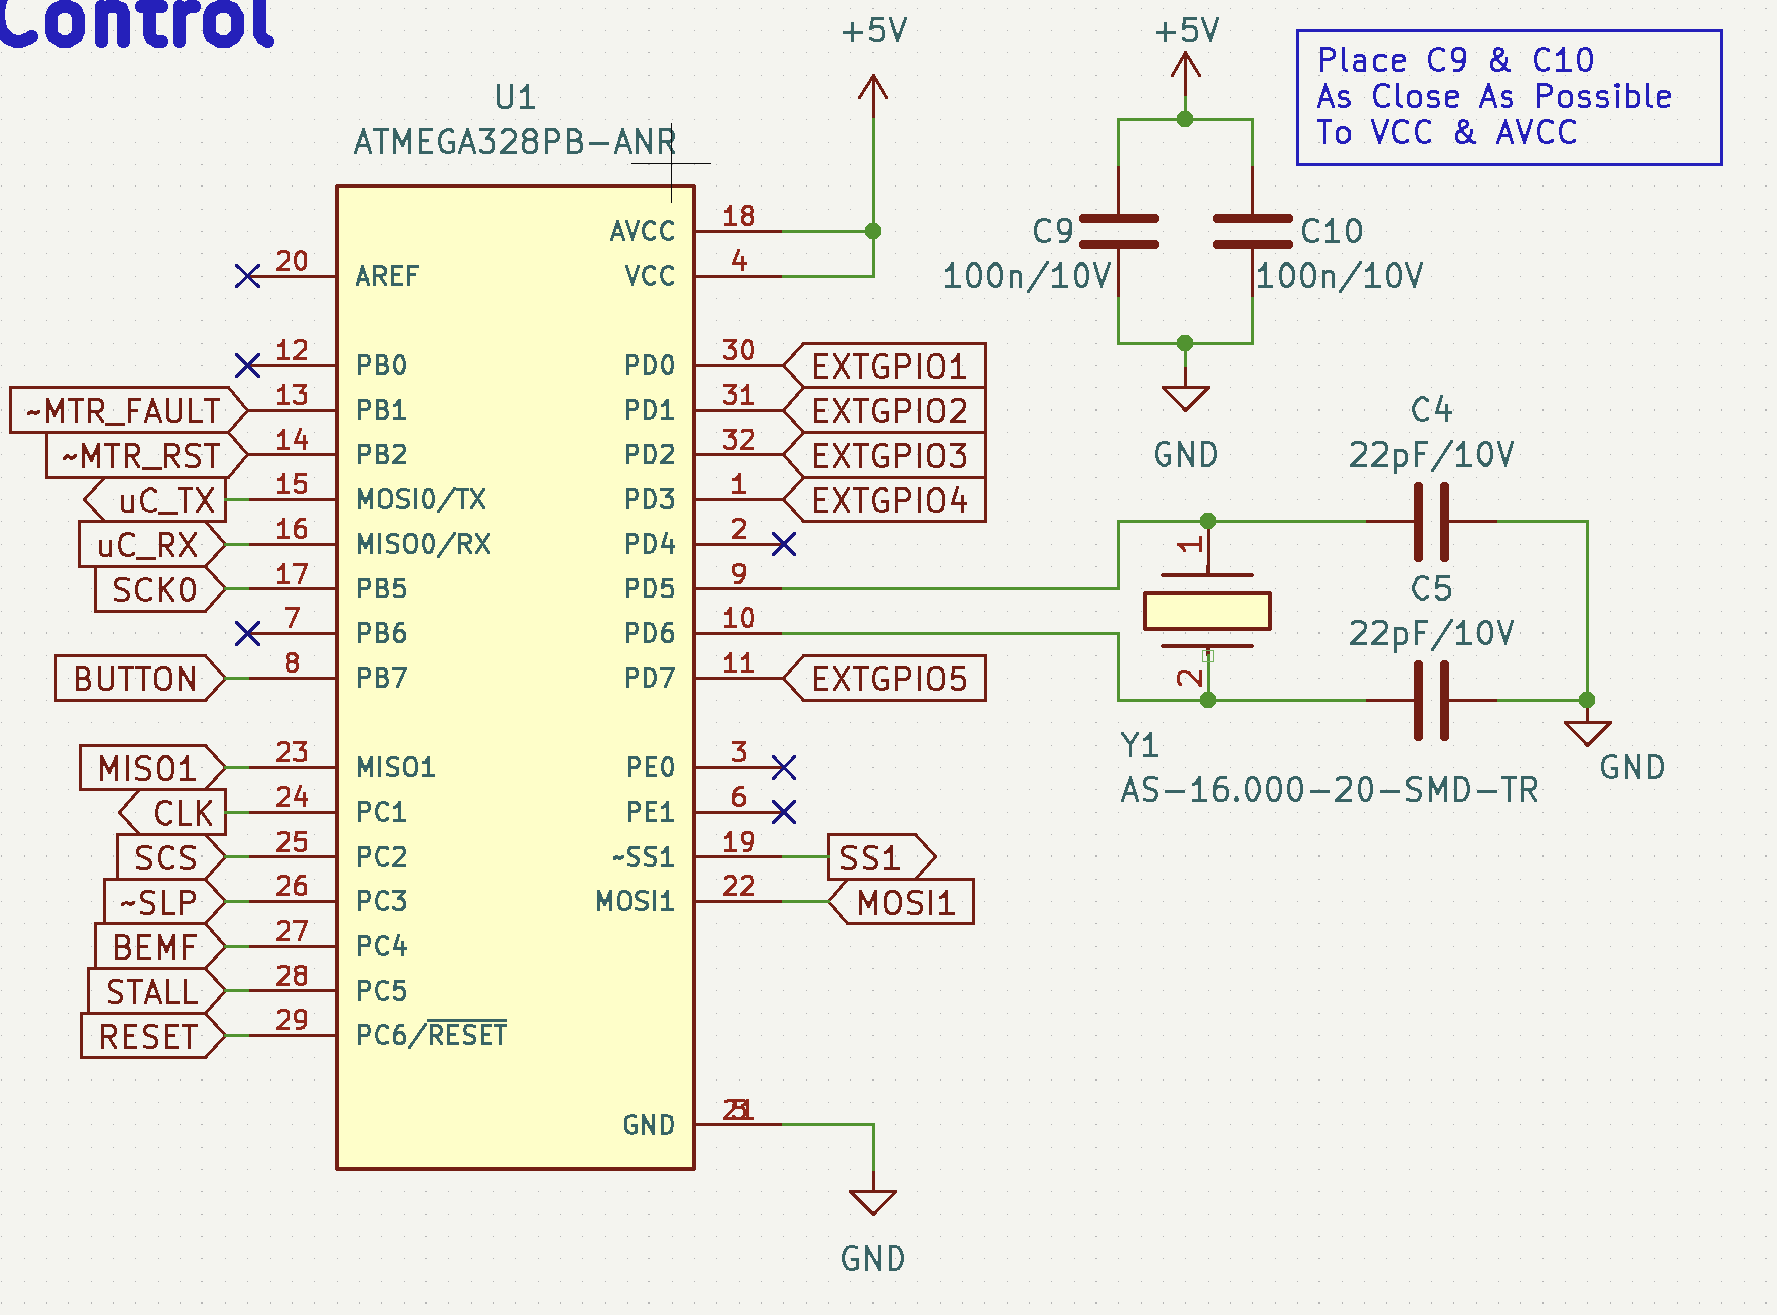 Control
+5V
+5V
Place C9 & C10
As Close As Possible
To VCC & AVCC
U1
ATMEGA328PB-ANR
AVCC 18
VCC 4
20 AREF
C9
100n/10V
C10
100n/10V
GND
12 PB0
~MTR_FAULT 13 PB1
~MTR_RST 14 PB2
uC_TX 15 MOSI0/TX
uC_RX 16 MISO0/RX
SCK0 17 PB5
7 PB6
BUTTON 8 PB7
MISO1 23 MISO1
CLK 24 PC1
SCS 25 PC2
~SLP 26 PC3
BEMF 27 PC4
STALL 28 PC5
RESET 29 PC6/RESET
PD0 30 EXTGPIO1
PD1 31 EXTGPIO2
PD2 32 EXTGPIO3
PD3 1 EXTGPIO4
PD4 2
PD5 9
PD6 10
PD7 11 EXTGPIO5
PE0 3
PE1 6
~SS1 19 SS1
MOSI1 22 MOSI1
GND
GND
C4
22pF/10V
C5
22pF/10V
1
2
Y1
AS-16.000-20-SMD-TR
GND